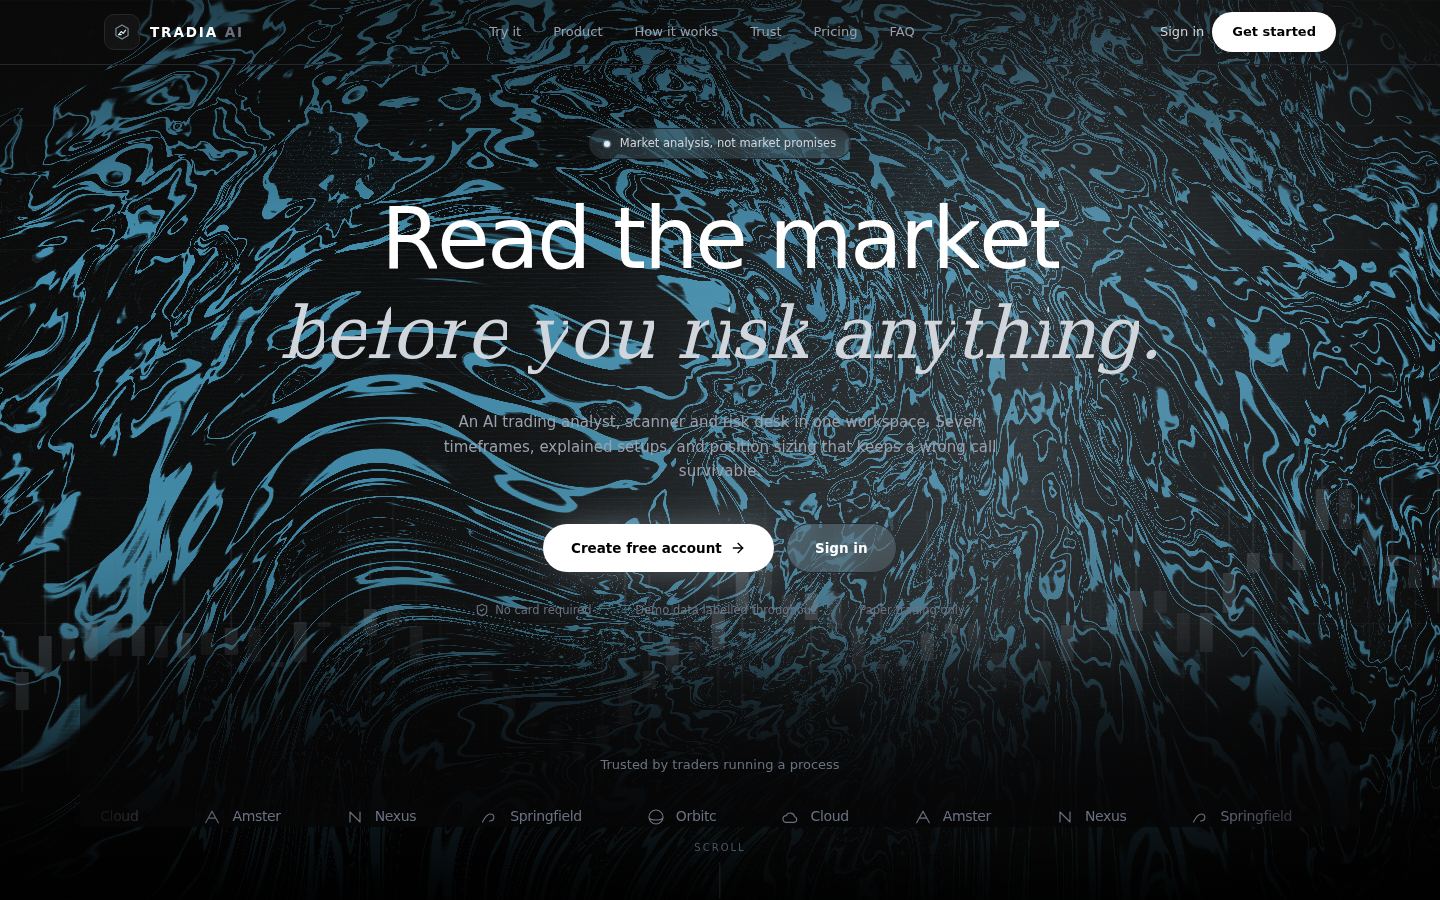 TRADIA AI
Try it
Product
How it works
Trust
Pricing
FAQ
Sign in
Get started
Market analysis, not market promises
Read the market
before you risk anything.
An AI trading analyst, scanner and risk desk in one workspace. Seven
timeframes, explained setups, and position sizing that keeps a wrong call
survivable.
Create free account
Sign in
No card required
Demo data labelled throughout
Paper trading only
Trusted by traders running a process
Cloud
Amster
Nexus
Springfield
Orbitc
Cloud
Amster
Nexus
Springfield
SCROLL